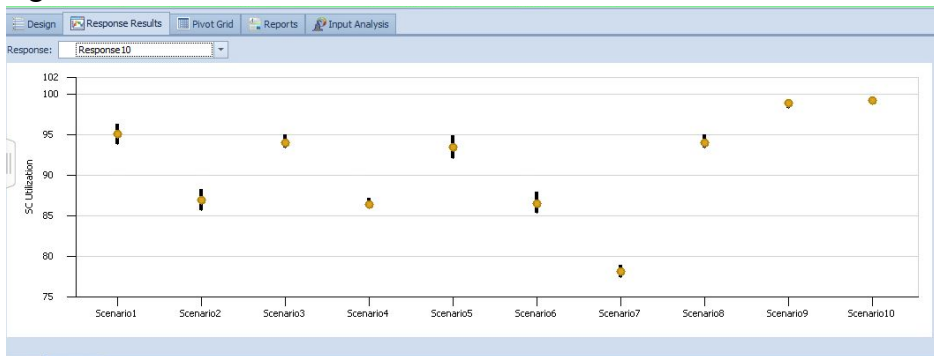 Design Response Results Pivot Grid Reports Input Analysis
Response: Response10
102
100
95
90
85
80
75
SC Utilization
Scenario1 Scenario2 Scenario3 Scenario4 Scenario5 Scenario6 Scenario7 Scenario8 Scenario9 Scenario10